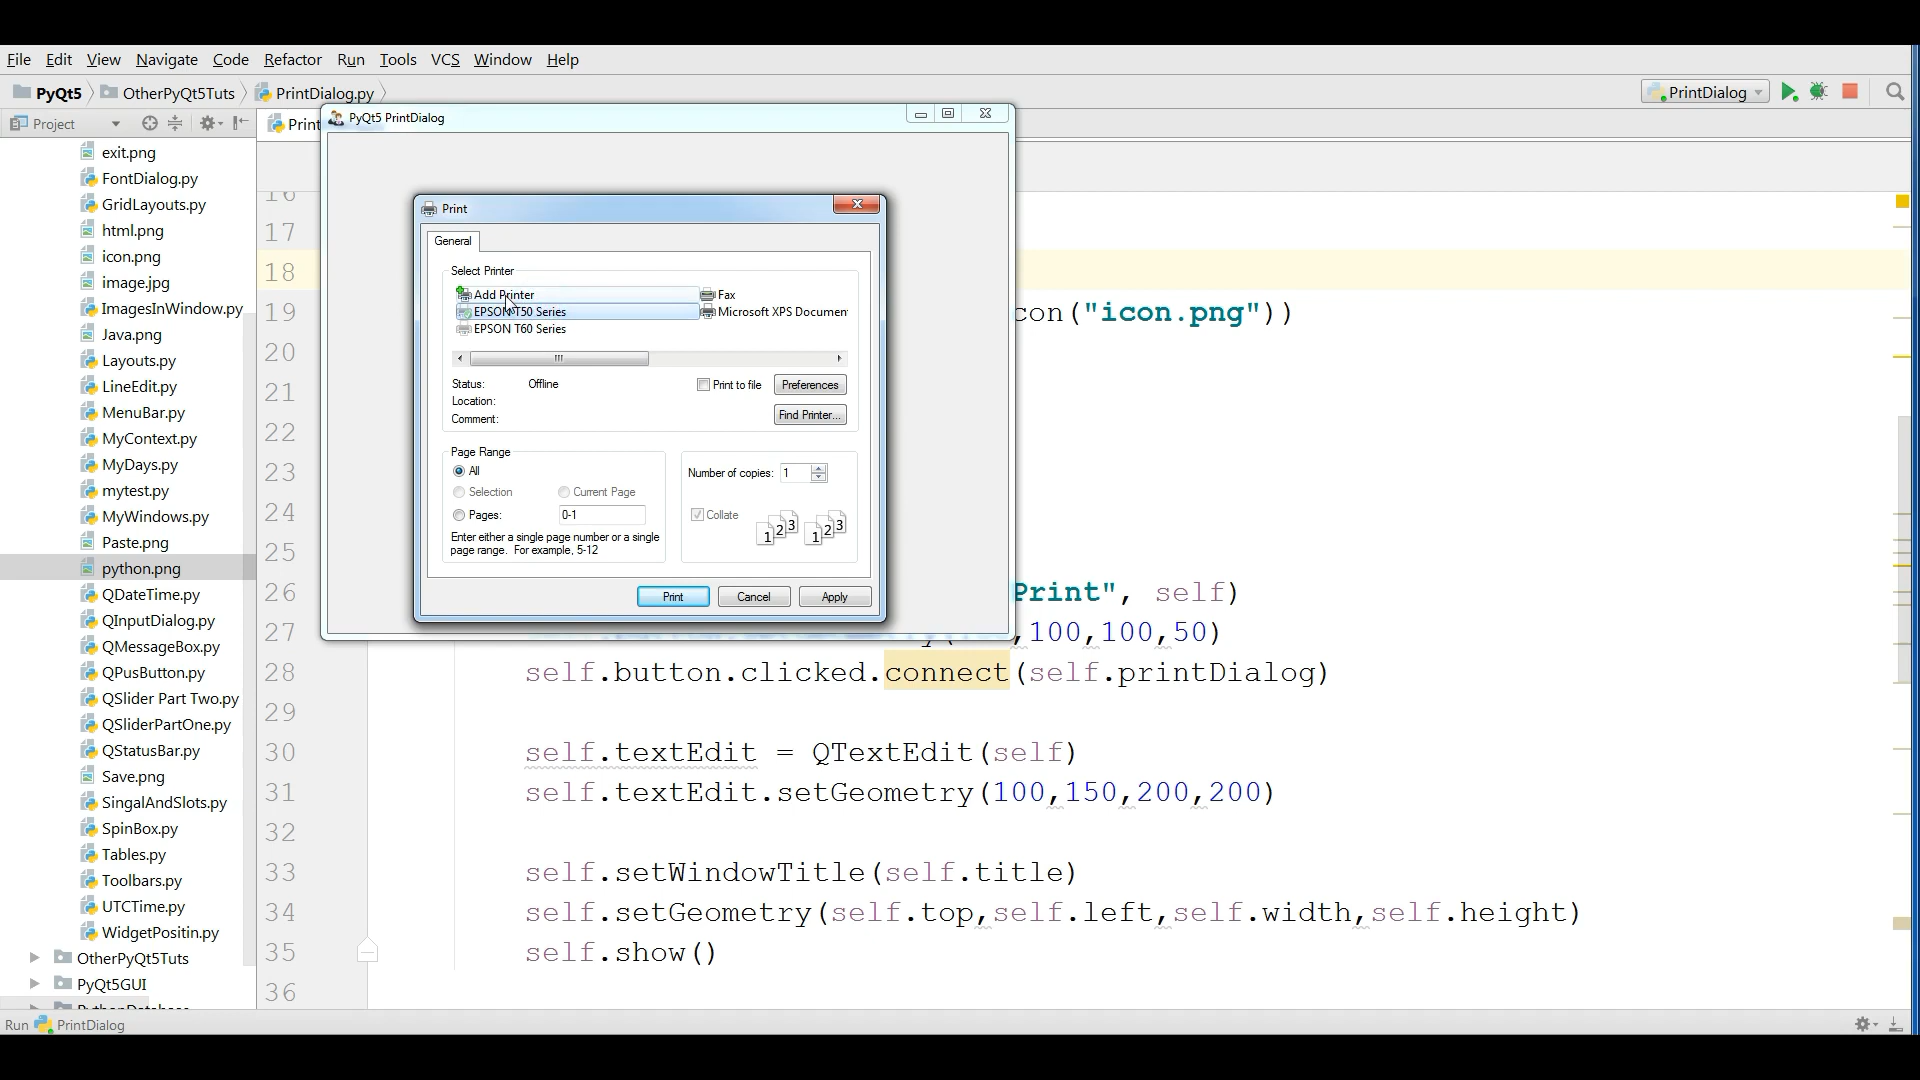 File Edit View Navigate Code Refactor Run Tools VCS Window Help
PyQt5 OtherPyQt5Tuts PrintDialog.py PrintDialog
Project Print
exit.png
FontDialog.py
GridLayouts.py
html.png
icon.png
image.jpg
ImagesInWindow.py
Java.png
Layouts.py
LineEdit.py
MenuBar.py
MyContext.py
MyDays.py
mytest.py
MyWindows.py
Paste.png
python.png
QDateTime.py
QInputDialog.py
QMessageBox.py
QPusButton.py
QSlider Part Two.py
QSliderPartOne.py
QStatusBar.py
Save.png
SingalAndSlots.py
SpinBox.py
Tables.py
Toolbars.py
UTCTime.py
WidgetPositin.py
OtherPyQt5Tuts
PyQt5GUI
PyQt5 PrintDialog
Print
General
Select Printer
Add Printer Fax
EPSON T50 Series Microsoft XPS Documen
EPSON T60 Series
Status: Offline Print to file Preferences
Location:
Comment: Find Printer...
Page Range
All
Selection Current Page
Pages: 0-1
Enter either a single page number or a single
page range. For example, 5-12
Number of copies: 1
Collate 1 2 3 1 2 3
Print Cancel Apply
16
17
18
19 con("icon.png"))
20
21
22
23
24
25
26 Print", self)
27 ,100,100,50)
28 self.button.clicked.connect(self.printDialog)
29
30 self.textEdit = QTextEdit(self)
31 self.textEdit.setGeometry(100,150,200,200)
32
33 self.setWindowTitle(self.title)
34 self.setGeometry(self.top,self.left,self.width,self.height)
35 self.show()
36
Run PrintDialog